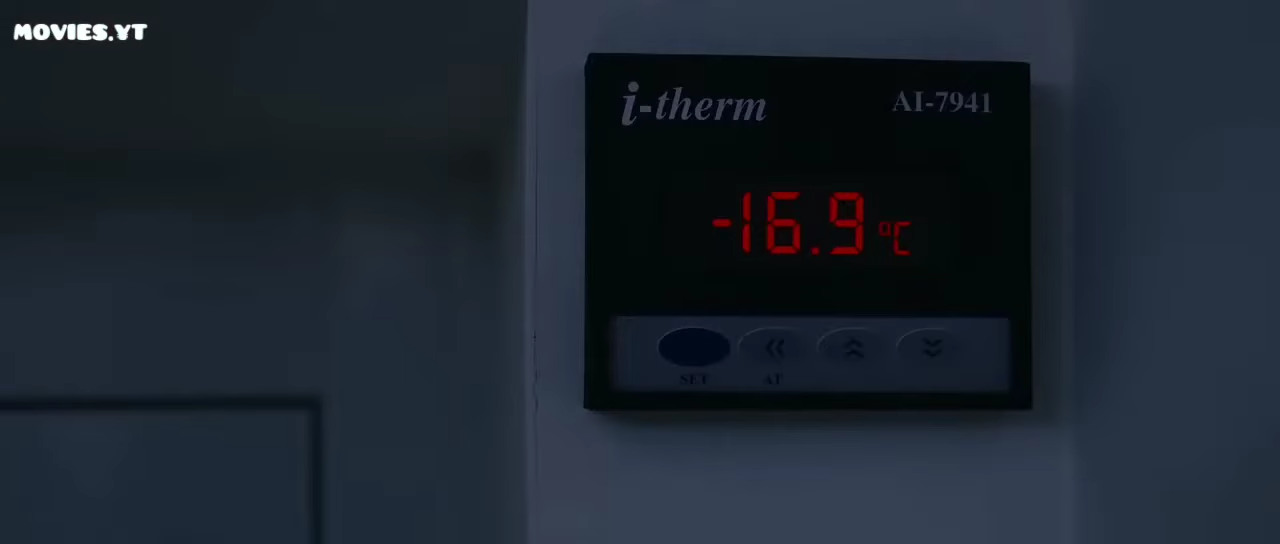 MOVIES.YT
i-therm
AI-7941
-16.9 °C
SET
AT